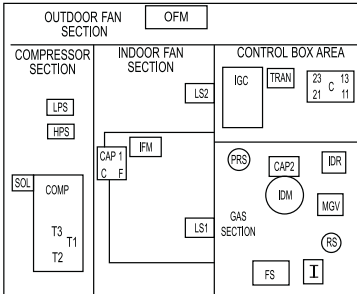 OUTDOOR FAN
SECTION
OFM
COMPRESSOR
SECTION
LPS
HPS
SOL
COMP
T3
T1
T2
INDOOR FAN
SECTION
LS2
CAP 1
C F
IFM
LS1
CONTROL BOX AREA
IGC
TRAN
23 13
C
21 11
PRS
CAP2
IDR
IDM
MGV
GAS
SECTION
RS
FS
I